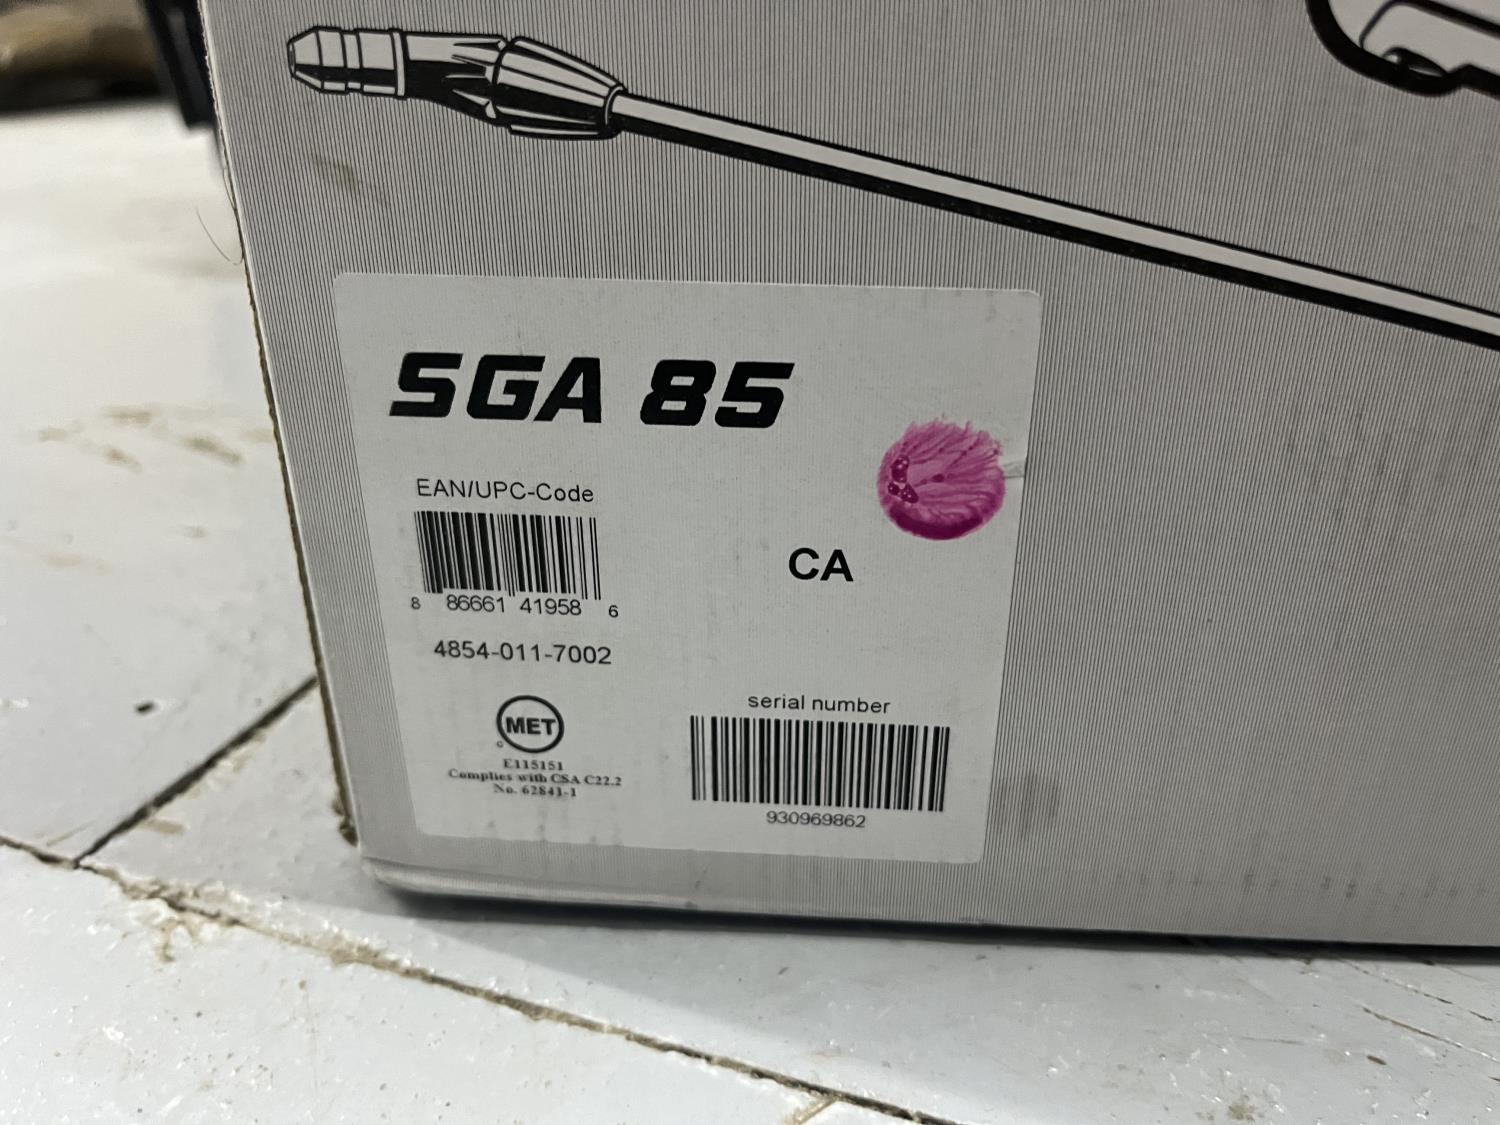 SGA 85
EAN/UPC-Code
8 86661 41958 6
CA
4854-011-7002
serial number
MET
C
E115151
Complies with CSA C22.2
No. 62841-1
930969862